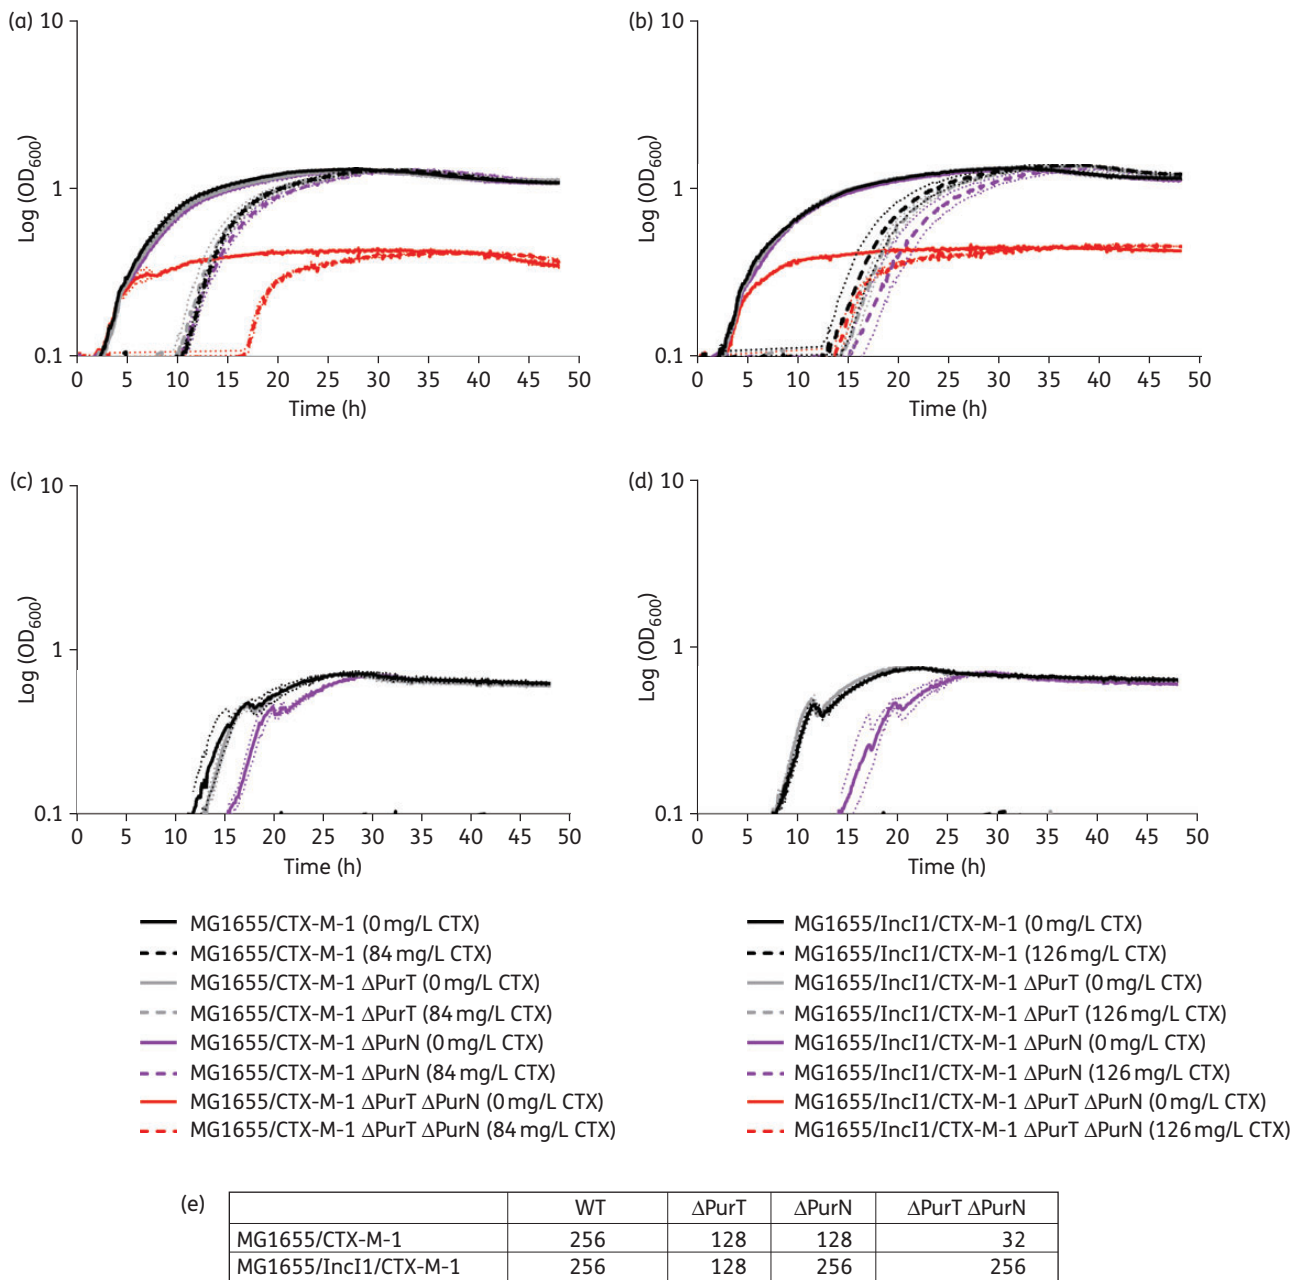 (a)
10
1
0.1
Log (OD600)
0 5 10 15 20 25 30 35 40 45 50
Time (h)
(b)
10
1
0.1
Log (OD600)
0 5 10 15 20 25 30 35 40 45 50
Time (h)
(c)
10
1
0.1
Log (OD600)
0 5 10 15 20 25 30 35 40 45 50
Time (h)
(d)
10
1
0.1
Log (OD600)
0 5 10 15 20 25 30 35 40 45 50
Time (h)
MG1655/CTX-M-1 (0 mg/L CTX)
MG1655/CTX-M-1 (84 mg/L CTX)
MG1655/CTX-M-1 ΔPurT (0 mg/L CTX)
MG1655/CTX-M-1 ΔPurT (84 mg/L CTX)
MG1655/CTX-M-1 ΔPurN (0 mg/L CTX)
MG1655/CTX-M-1 ΔPurN (84 mg/L CTX)
MG1655/CTX-M-1 ΔPurT ΔPurN (0 mg/L CTX)
MG1655/CTX-M-1 ΔPurT ΔPurN (84 mg/L CTX)
MG1655/IncI1/CTX-M-1 (0 mg/L CTX)
MG1655/IncI1/CTX-M-1 (126 mg/L CTX)
MG1655/IncI1/CTX-M-1 ΔPurT (0 mg/L CTX)
MG1655/IncI1/CTX-M-1 ΔPurT (126 mg/L CTX)
MG1655/IncI1/CTX-M-1 ΔPurN (0 mg/L CTX)
MG1655/IncI1/CTX-M-1 ΔPurN (126 mg/L CTX)
MG1655/IncI1/CTX-M-1 ΔPurT ΔPurN (0 mg/L CTX)
MG1655/IncI1/CTX-M-1 ΔPurT ΔPurN (126 mg/L CTX)
(e)
WT ΔPurT ΔPurN ΔPurT ΔPurN
MG1655/CTX-M-1 256 128 128 32
MG1655/IncI1/CTX-M-1 256 128 256 256